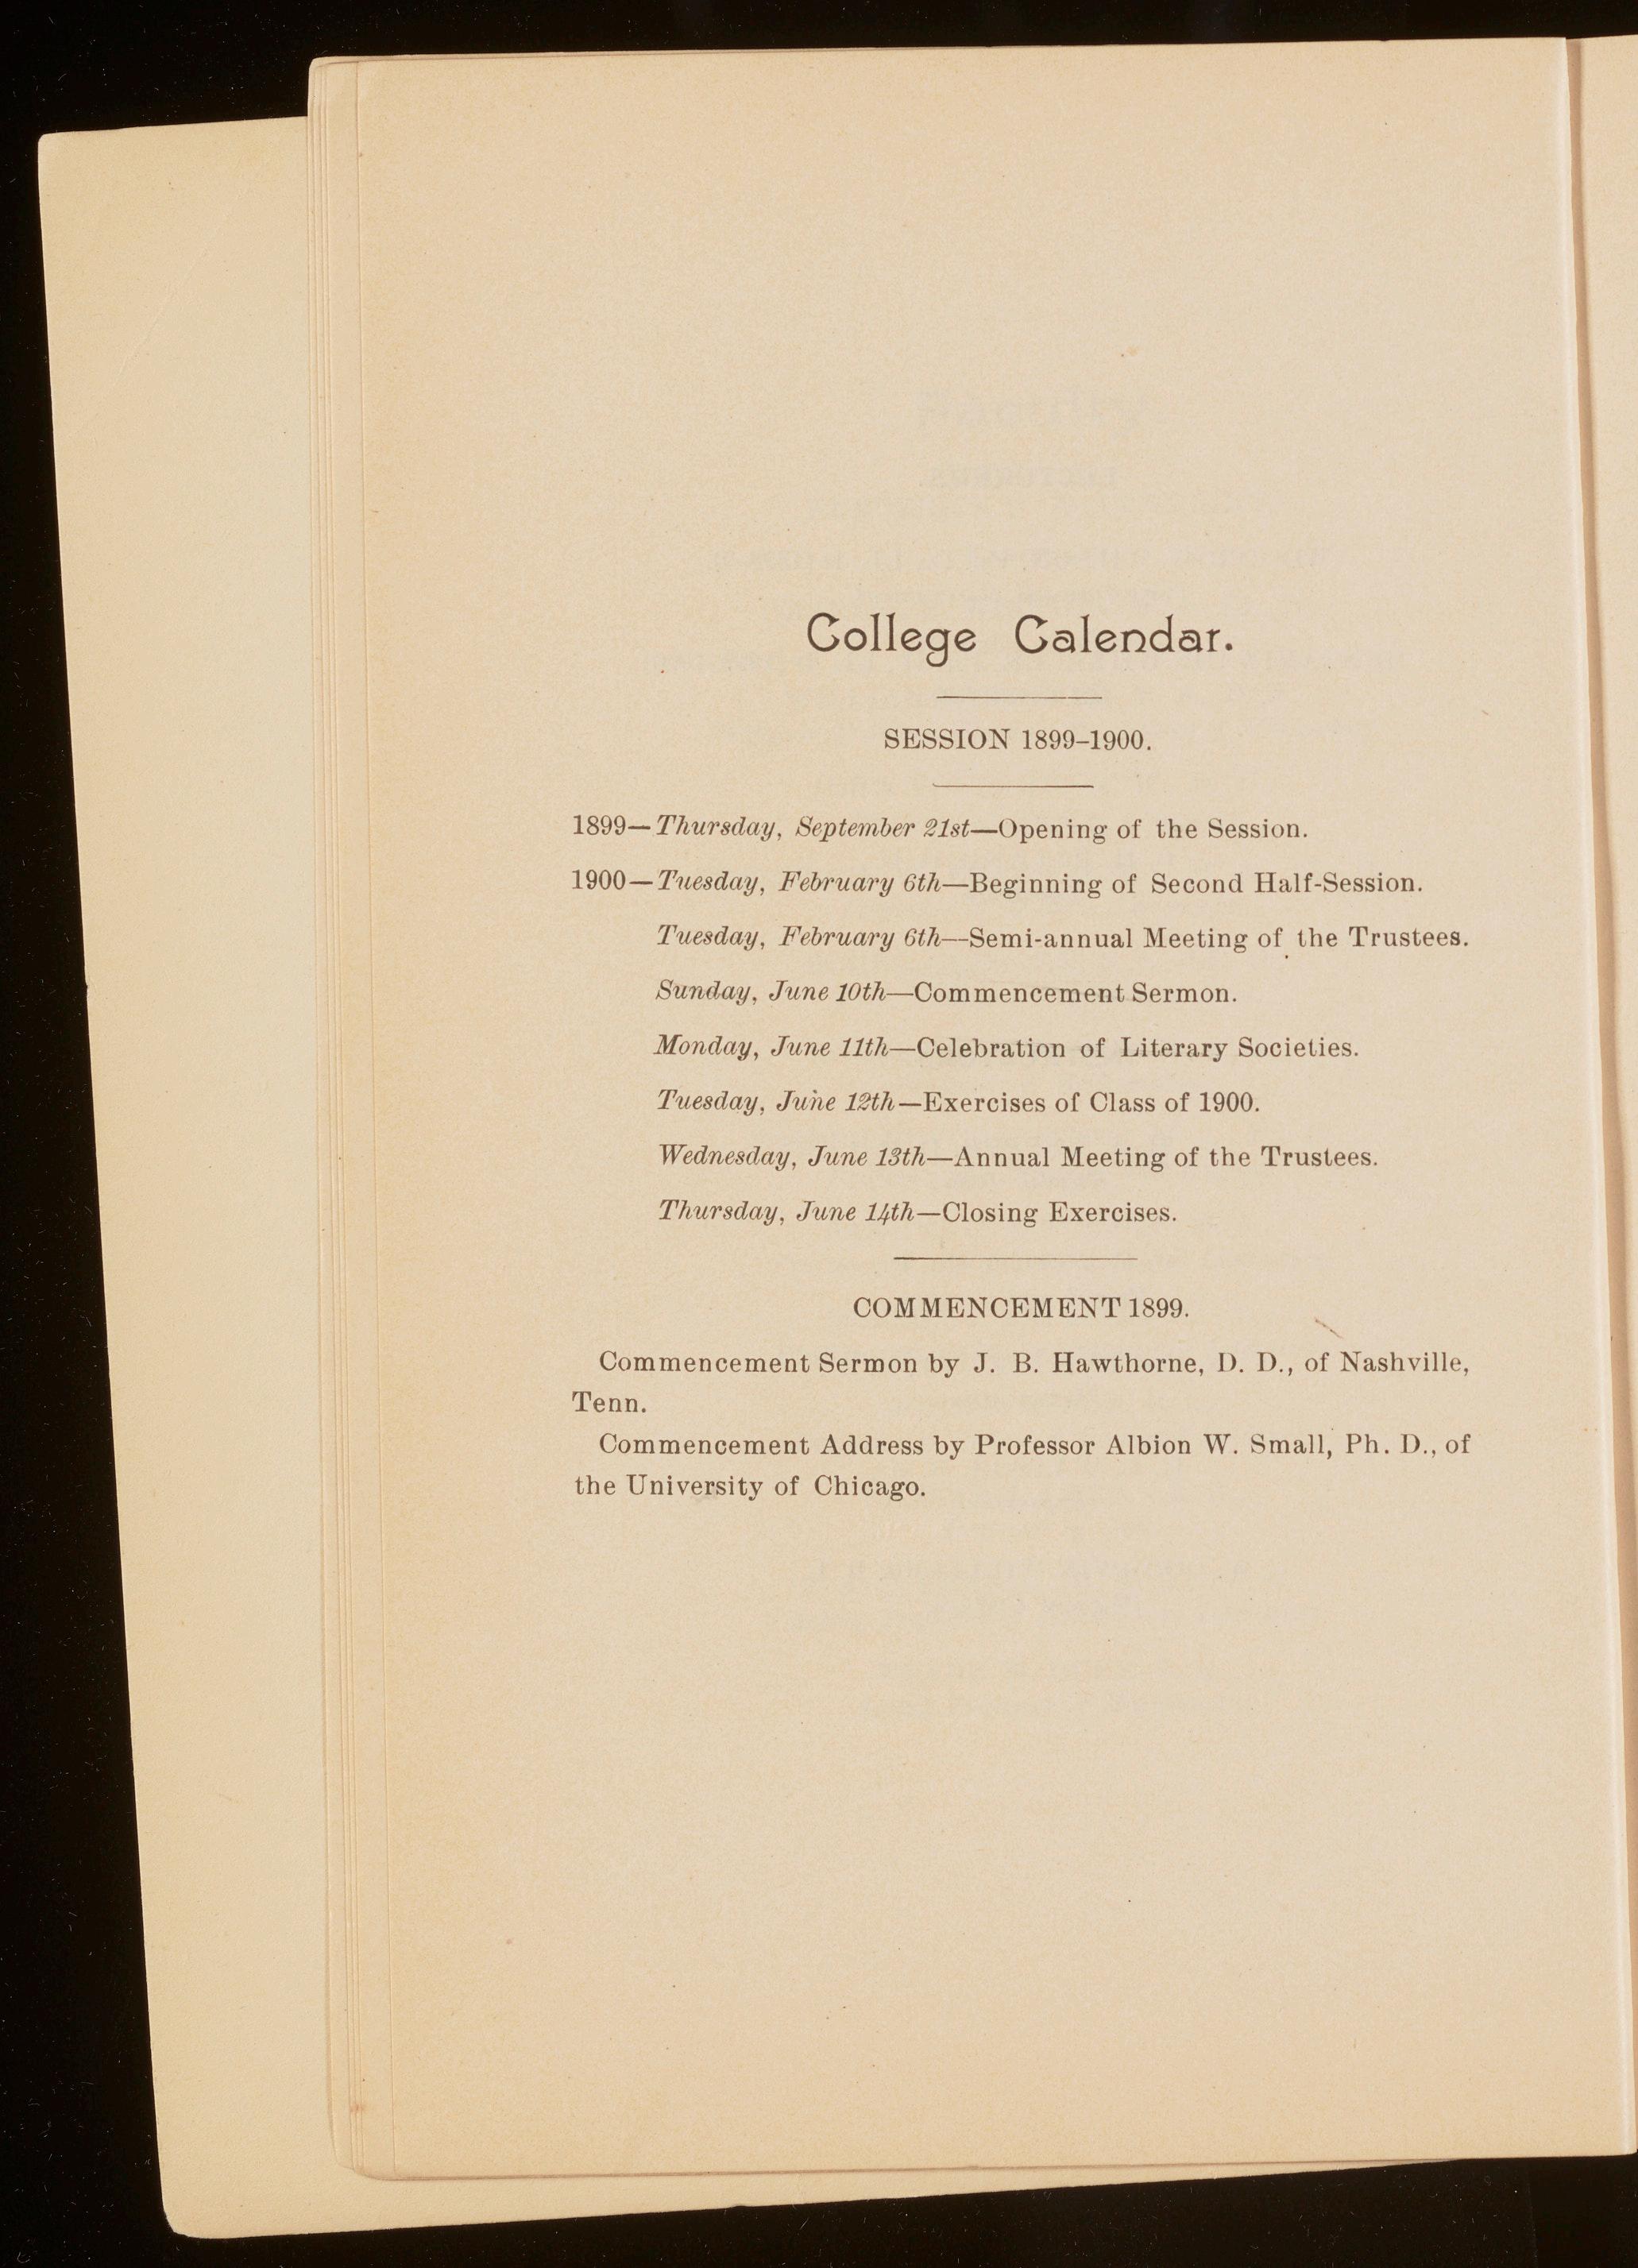 College Calendar.
SESSION 1899–1900.
1899—Thursday, September 21st—Opening of the Session.
1900—Tuesday, February 6th—Beginning of Second Half-Session.
Tuesday, February 6th—Semi-annual Meeting of the Trustees.
Sunday, June 10th—Commencement Sermon.
Monday, June 11th—Celebration of Literary Societies.
Tuesday, June 12th—Exercises of Class of 1900.
Wednesday, June 13th—Annual Meeting of the Trustees.
Thursday, June 14th—Closing Exercises.
COMMENCEMENT 1899.
Commencement Sermon by J. B. Hawthorne, D. D., of Nashville,
Tenn.
Commencement Address by Professor Albion W. Small, Ph. D., of
the University of Chicago.